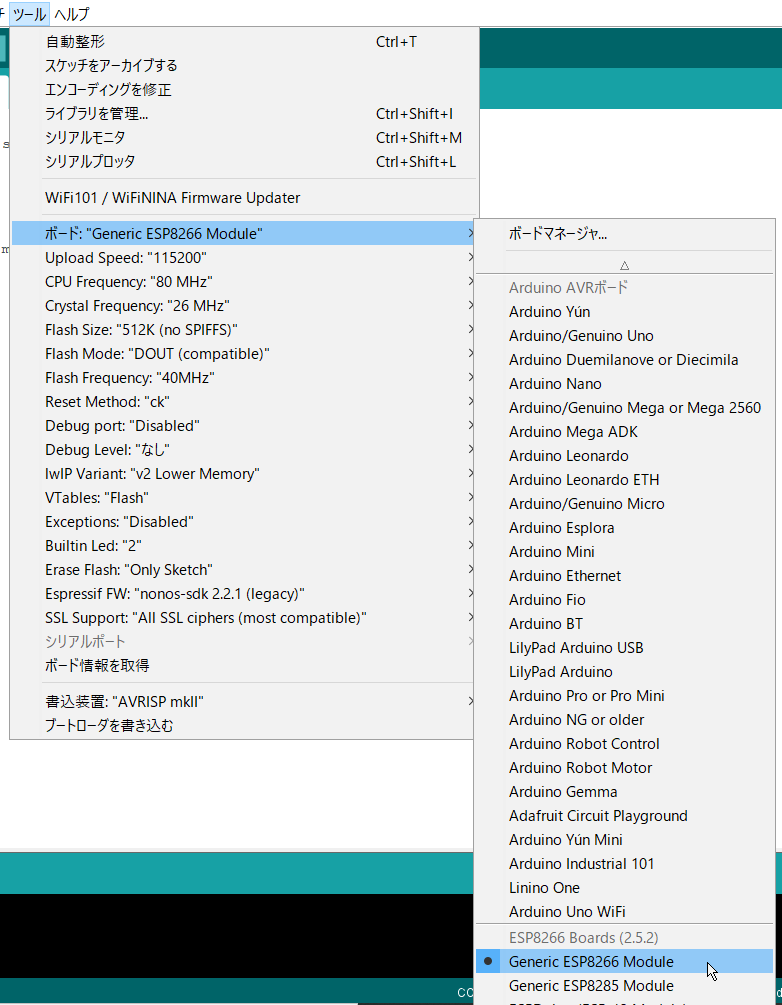 ツール ヘルプ
自動整形 Ctrl+T
スケッチをアーカイブする
エンコーディングを修正
ライブラリを管理... Ctrl+Shift+I
シリアルモニタ Ctrl+Shift+M
シリアルプロッタ Ctrl+Shift+L
WiFi101 / WiFiNINA Firmware Updater
ボード: "Generic ESP8266 Module"
Upload Speed: "115200"
CPU Frequency: "80 MHz"
Crystal Frequency: "26 MHz"
Flash Size: "512K (no SPIFFS)"
Flash Mode: "DOUT (compatible)"
Flash Frequency: "40MHz"
Reset Method: "ck"
Debug port: "Disabled"
Debug Level: "なし"
lwIP Variant: "v2 Lower Memory"
VTables: "Flash"
Exceptions: "Disabled"
Builtin Led: "2"
Erase Flash: "Only Sketch"
Espressif FW: "nonos-sdk 2.2.1 (legacy)"
SSL Support: "All SSL ciphers (most compatible)"
シリアルポート
ボード情報を取得
書込装置: "AVRISP mkII"
ブートローダを書き込む
ボードマネージャ...
Arduino AVRボード
Arduino Yún
Arduino/Genuino Uno
Arduino Duemilanove or Diecimila
Arduino Nano
Arduino/Genuino Mega or Mega 2560
Arduino Mega ADK
Arduino Leonardo
Arduino Leonardo ETH
Arduino/Genuino Micro
Arduino Esplora
Arduino Mini
Arduino Ethernet
Arduino Fio
Arduino BT
LilyPad Arduino USB
LilyPad Arduino
Arduino Pro or Pro Mini
Arduino NG or older
Arduino Robot Control
Arduino Robot Motor
Arduino Gemma
Adafruit Circuit Playground
Arduino Yún Mini
Arduino Industrial 101
Linino One
Arduino Uno WiFi
ESP8266 Boards (2.5.2)
Generic ESP8266 Module
Generic ESP8285 Module